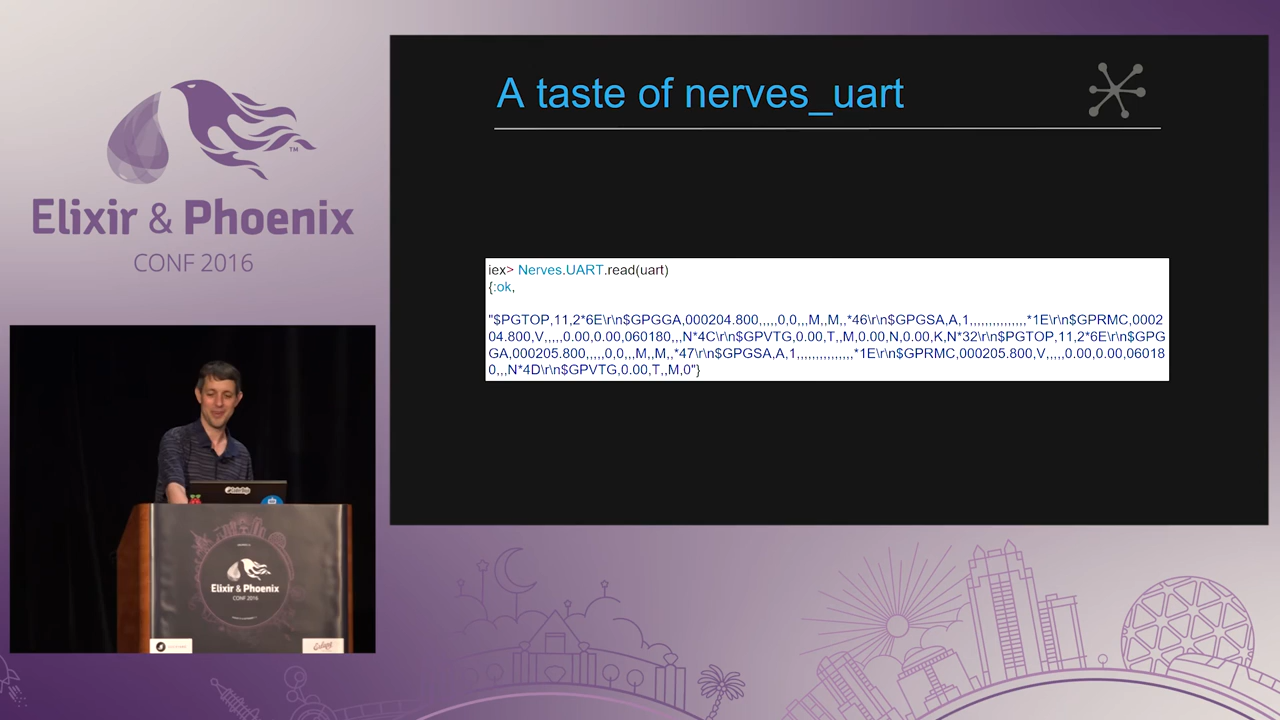 A taste of nerves_uart
TM
Elixir & Phoenix
CONF 2016
iex> Nerves.UART.read(uart)
{:ok,
"$PGTOP,11,2*6E\r\n$GPGGA,000204.800,,,,,0,0,,,M,,M,,*46\r\n$GPGSA,A,1,,,,,,,,,,,,,,,*1E\r\n$GPRMC,0002
04.800,V,,,,,0.00,0.00,060180,,,N*4C\r\n$GPVTG,0.00,T,,M,0.00,N,0.00,K,N*32\r\n$PGTOP,11,2*6E\r\n$GPG
GA,000205.800,,,,,0,0,,,M,,M,,*47\r\n$GPGSA,A,1,,,,,,,,,,,,,,,*1E\r\n$GPRMC,000205.800,V,,,,,0.00,0.00,06018
0,,,N*4D\r\n$GPVTG,0.00,T,,M,0"}
Elixir & Phoenix
CONF 2016